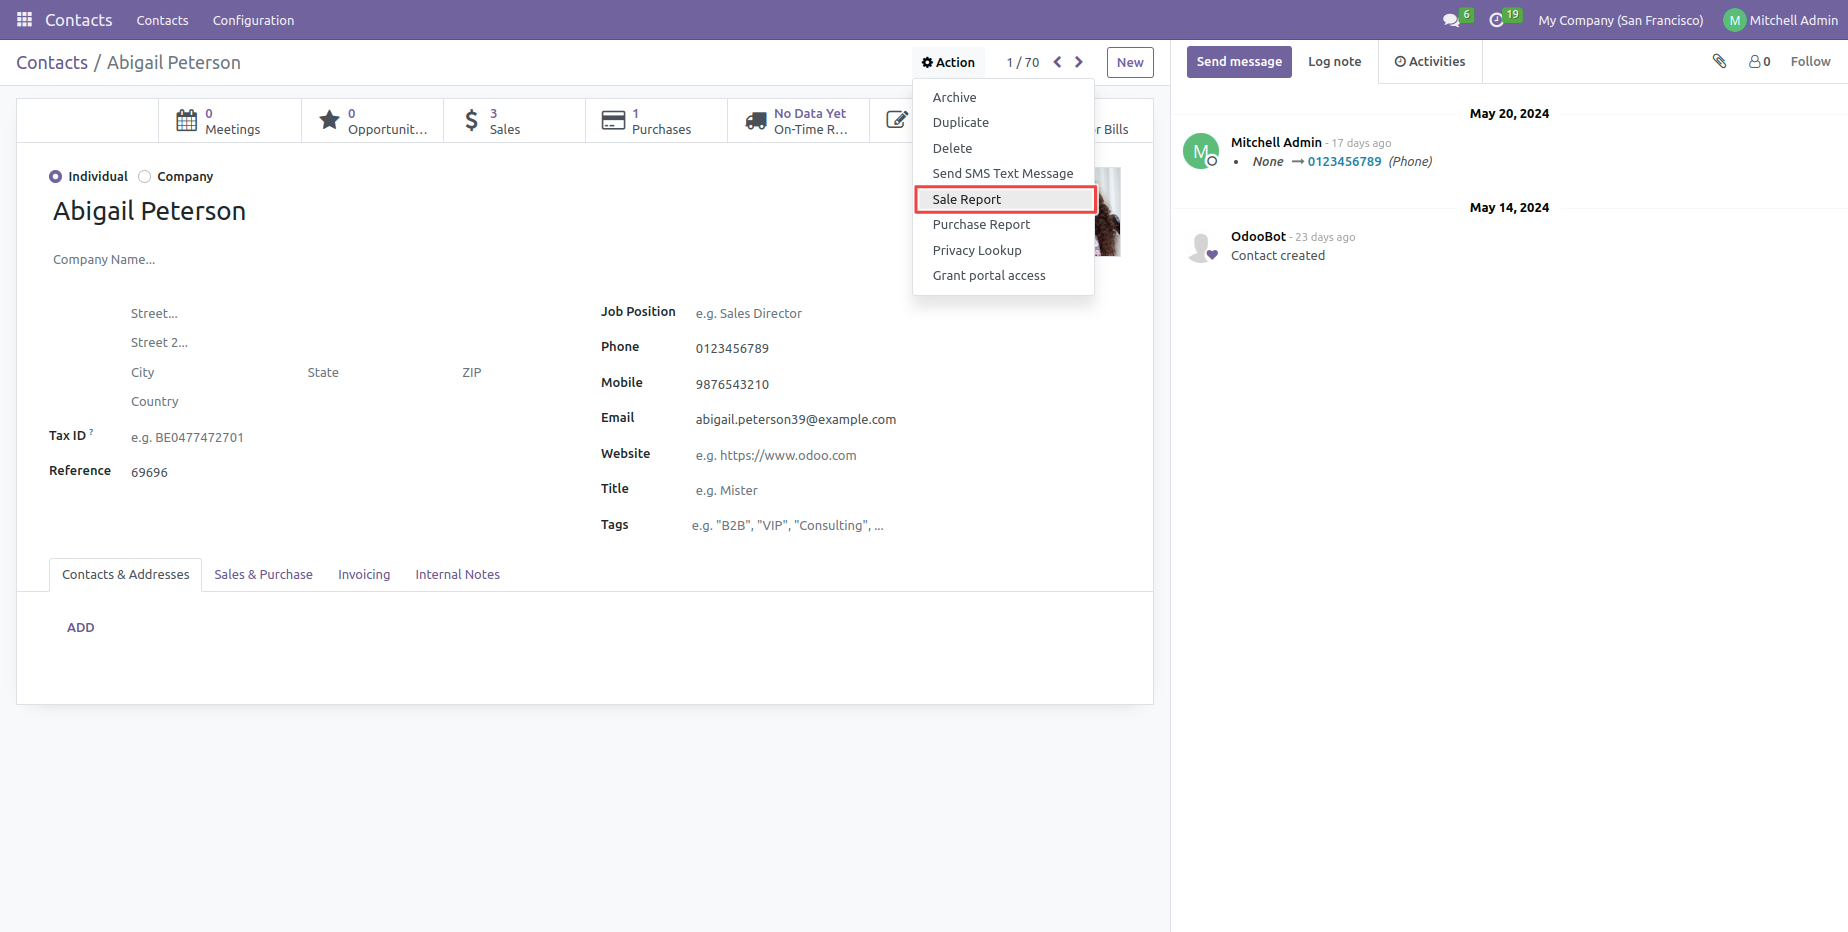 Contacts Contacts Configuration 6 19 My Company (San Francisco) M Mitchell Admin
Contacts / Abigail Peterson Action 1 / 70 New
Send message Log note Activities 0 Follow
0 Meetings
0 Opportunit...
3 Sales
1 Purchases
No Data Yet On-Time R...
r Bills
Archive
Duplicate
Delete
Send SMS Text Message
Sale Report
Purchase Report
Privacy Lookup
Grant portal access
Individual Company
Abigail Peterson
Company Name...
Street...
Street 2...
City State ZIP
Country
Tax ID ? e.g. BE0477472701
Reference 69696
Job Position e.g. Sales Director
Phone 0123456789
Mobile 9876543210
Email abigail.peterson39@example.com
Website e.g. https://www.odoo.com
Title e.g. Mister
Tags e.g. "B2B", "VIP", "Consulting", ...
Contacts & Addresses Sales & Purchase Invoicing Internal Notes
ADD
May 20, 2024
M Mitchell Admin - 17 days ago
• None → 0123456789 (Phone)
May 14, 2024
OdooBot - 23 days ago
Contact created